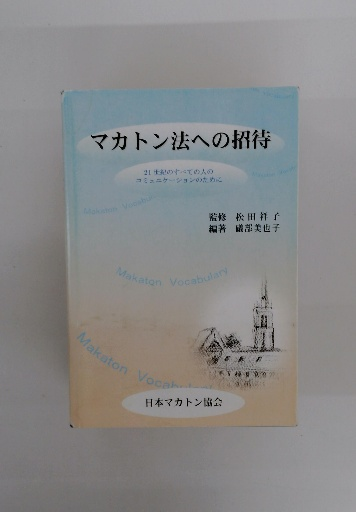 マカトン法への招待
21世紀のすべての人の
コミュニケーションのために
Makaton Vocabulary
監修 松田祥子
編著 磯部美也子
Makaton Vocabulary
Makaton Vocabulary
日本マカトン協会